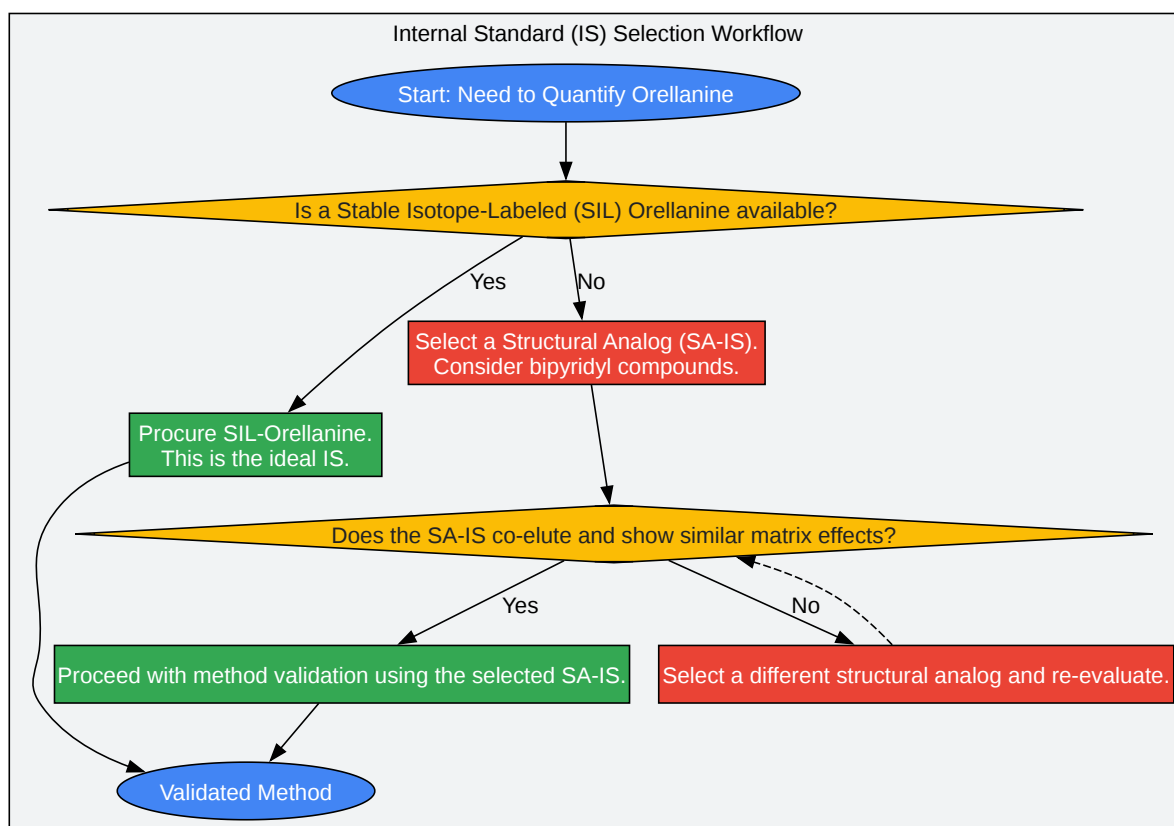 Internal Standard (IS) Selection Workflow
Start: Need to Quantify Orellanine
Is a Stable Isotope-Labeled (SIL) Orellanine available?
Yes
No
Select a Structural Analog (SA-IS).
Consider bipyridyl compounds.
Procure SIL-Orellanine.
This is the ideal IS.
Does the SA-IS co-elute and show similar matrix effects?
Yes
No
Proceed with method validation using the selected SA-IS.
Select a different structural analog and re-evaluate.
Validated Method